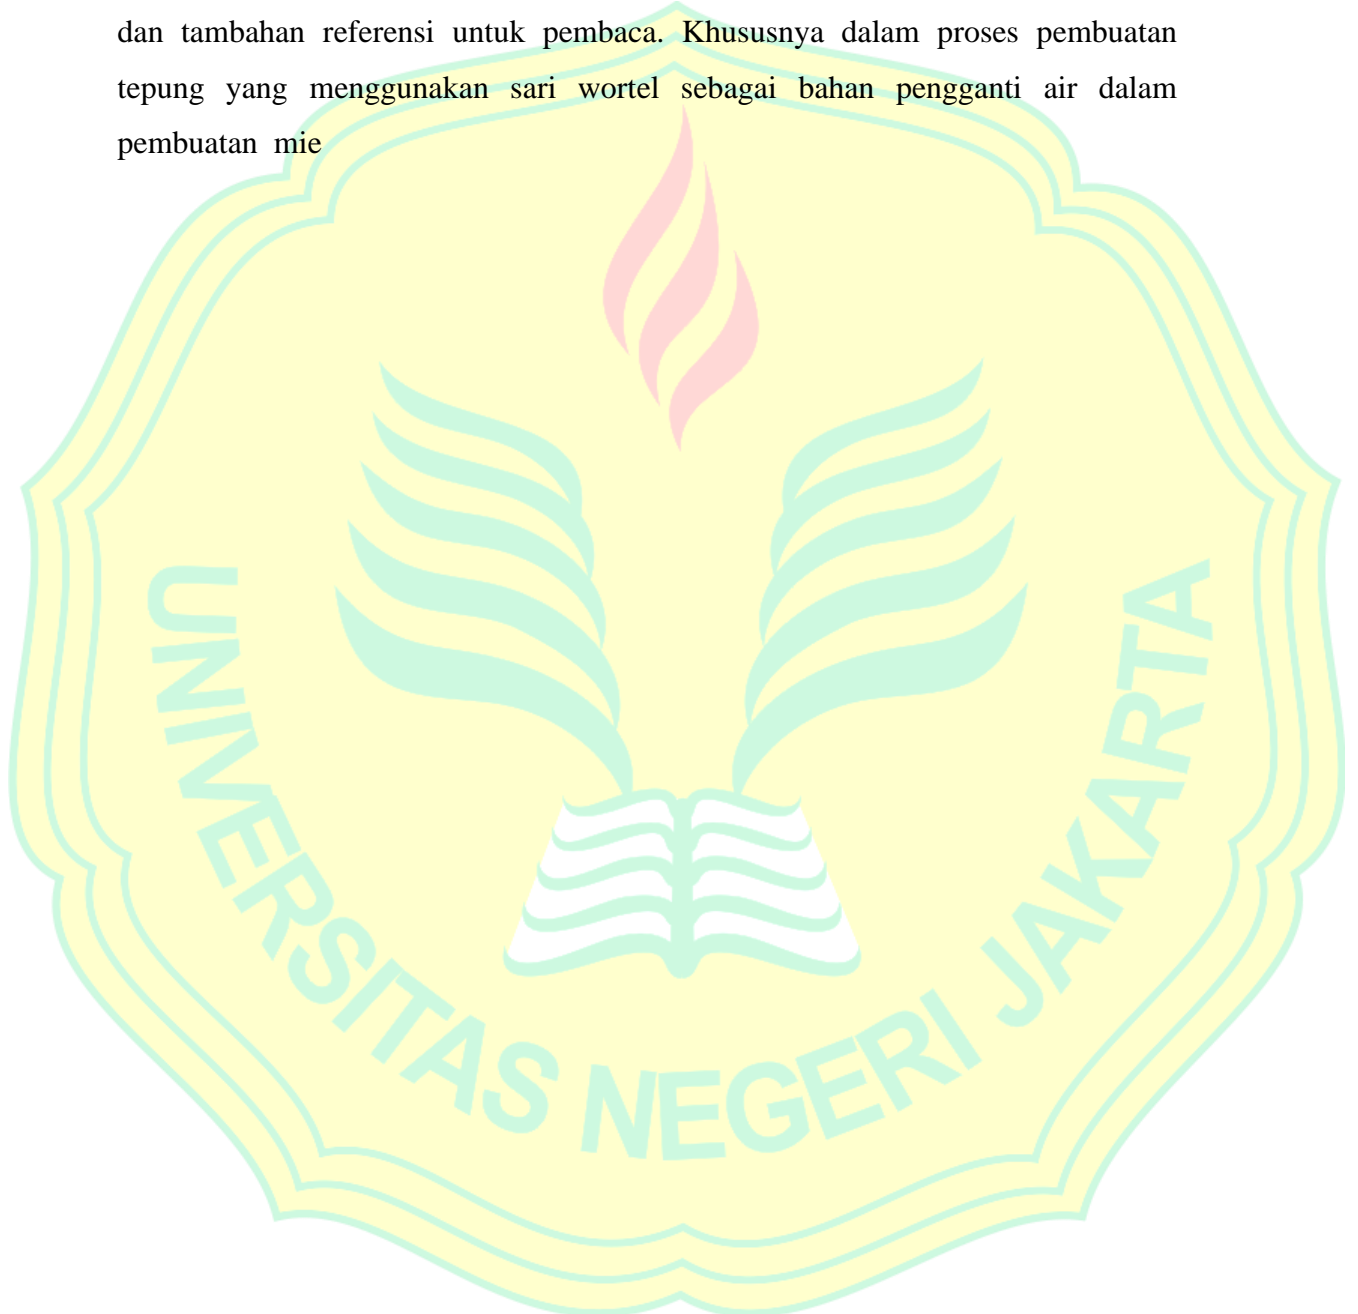 dan tambahan referensi untuk pembaca. Khususnya dalam proses pembuatan
tepung yang menggunakan sari wortel sebagai bahan pengganti air dalam
pembuatan mie
UNIVERSITAS NEGERI JAKARTA